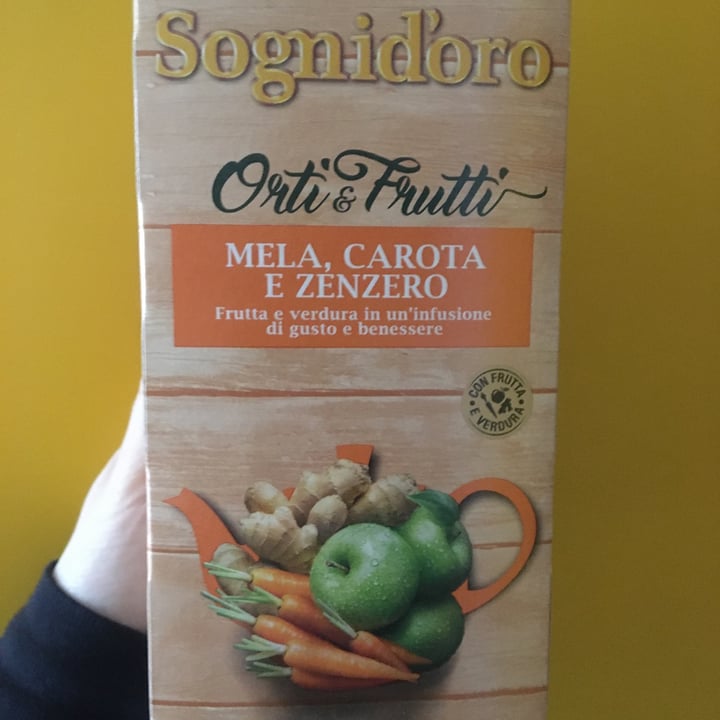 Sognid'oro
Orti & Frutti
MELA, CAROTA
E ZENZERO
Frutta e verdura in un'infusione
di gusto e benessere
CON FRUTTA
E VERDURA